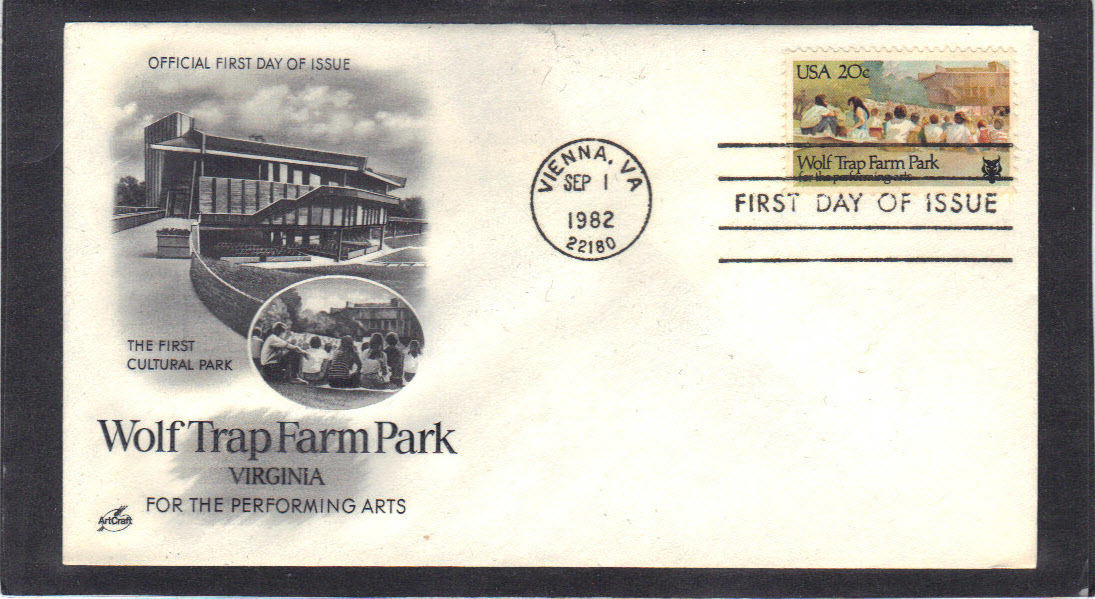 OFFICIAL FIRST DAY OF ISSUE
THE FIRST
CULTURAL PARK
Wolf Trap Farm Park
VIRGINIA
FOR THE PERFORMING ARTS
ArtCraft
VIENNA, VA
SEP 1
1982
22180
USA 20c
Wolf Trap Farm Park
for the performing arts
FIRST DAY OF ISSUE